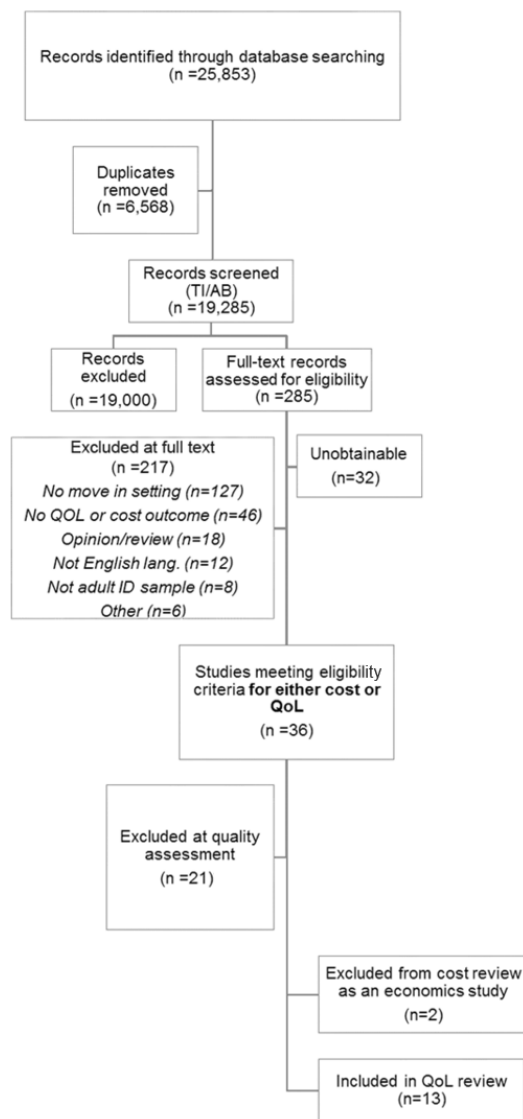 Records identified through database searching
(n =25,853)
Duplicates
removed
(n =6,568)
Records screened
(TI/AB)
(n =19,285)
Records
excluded
(n =19,000)
Full-text records
assessed for eligibility
(n =285)
Excluded at full text
(n =217)
No move in setting (n=127)
No QOL or cost outcome (n=46)
Opinion/review (n=18)
Not English lang. (n=12)
Not adult ID sample (n=8)
Other (n=6)
Unobtainable
(n=32)
Studies meeting eligibility
criteria for either cost or
QoL
(n =36)
Excluded at quality
assessment
(n =21)
Excluded from cost review
as an economics study
(n=2)
Included in QoL review
(n=13)